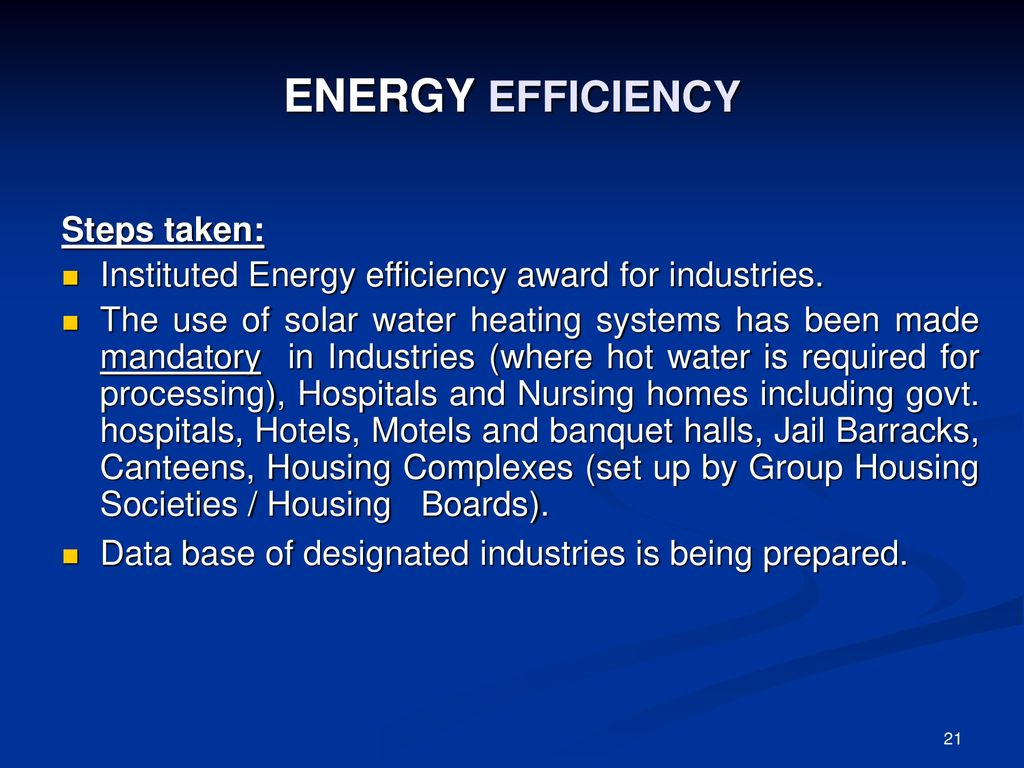 ENERGY EFFICIENCY
Steps taken:
Instituted Energy efficiency award for industries.
The use of solar water heating systems has been made
mandatory in Industries (where hot water is required for
processing), Hospitals and Nursing homes including govt.
hospitals, Hotels, Motels and banquet halls, Jail Barracks,
Canteens, Housing Complexes (set up by Group Housing
Societies / Housing Boards).
Data base of designated industries is being prepared.
21